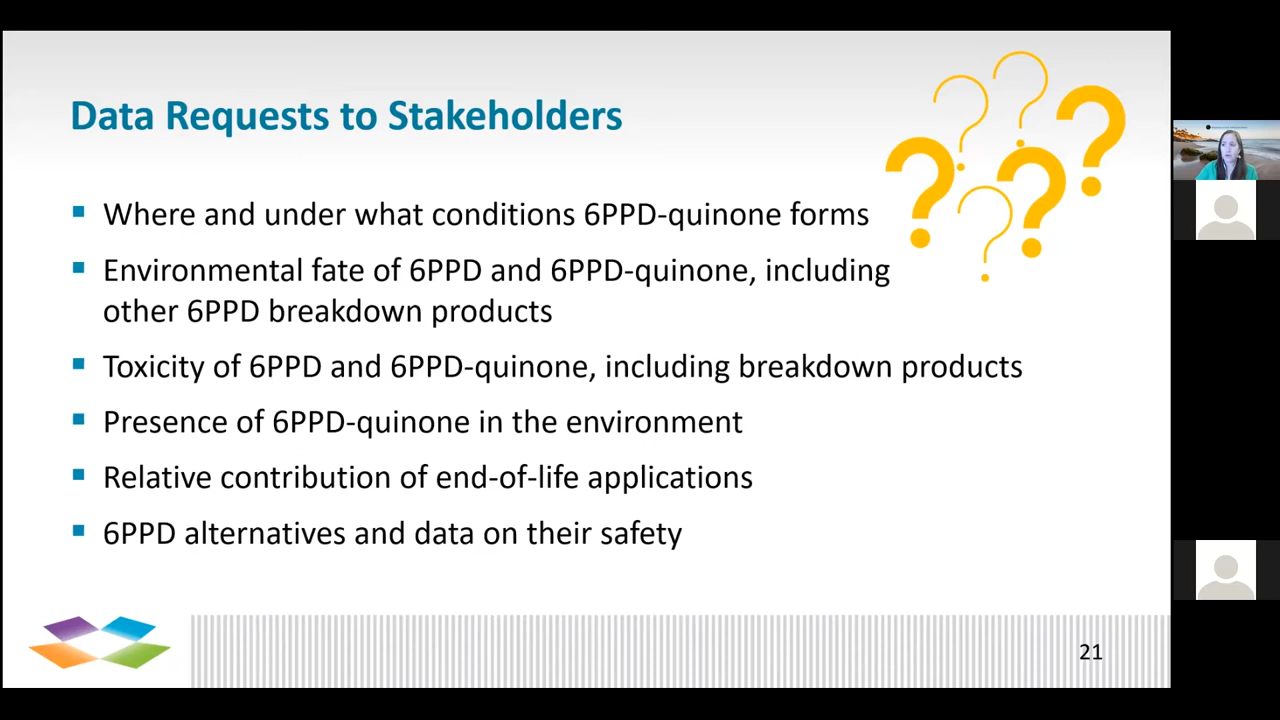 Data Requests to Stakeholders
Where and under what conditions 6PPD-quinone forms
Environmental fate of 6PPD and 6PPD-quinone, including
other 6PPD breakdown products
Toxicity of 6PPD and 6PPD-quinone, including breakdown products
Presence of 6PPD-quinone in the environment
Relative contribution of end-of-life applications
6PPD alternatives and data on their safety
21